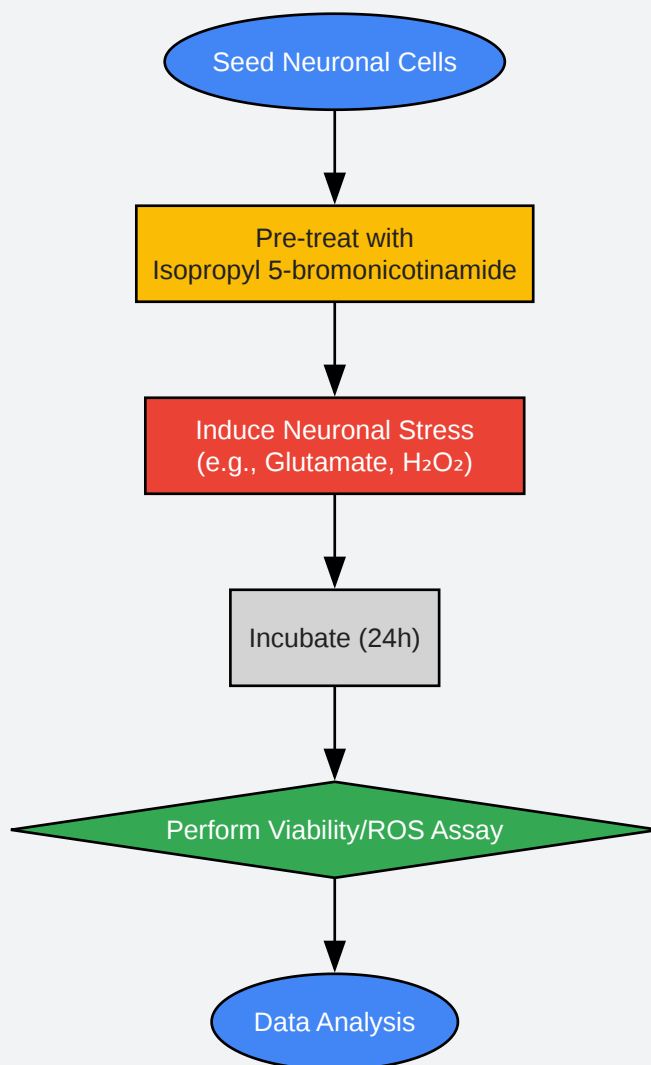 Seed Neuronal Cells
Pre-treat with
Isopropyl 5-bromonicotinamide
Induce Neuronal Stress
(e.g., Glutamate, H₂O₂)
Incubate (24h)
Perform Viability/ROS Assay
Data Analysis